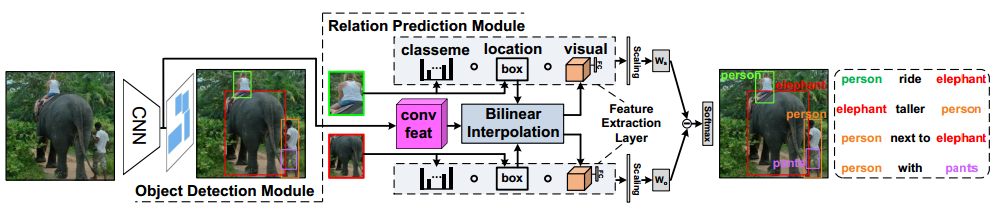 Relation Prediction Module
classeme location visual
box
FC
Scaling
Ws
CNN
conv
feat
Bilinear
Interpolation
Feature
Extraction
Layer
Softmax
Object Detection Module
box
FC
Scaling
Wo
person
elephant
person
pants
person ride elephant
elephant taller person
person next to elephant
person with pants